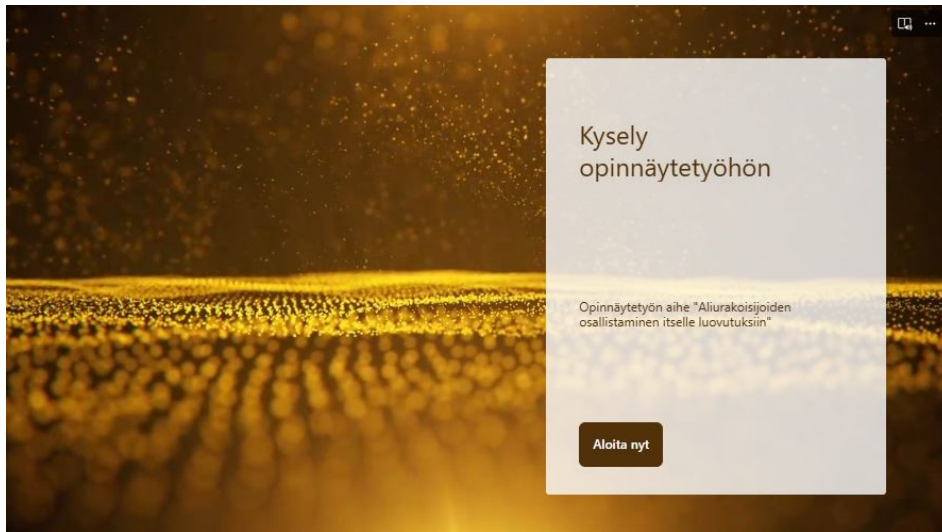 Kysely
opinnäytetyöhön
Opinnäytetyön aihe "Aliurakoisijoiden
osallistaminen itselle luovutuksiin"
Aloita nyt